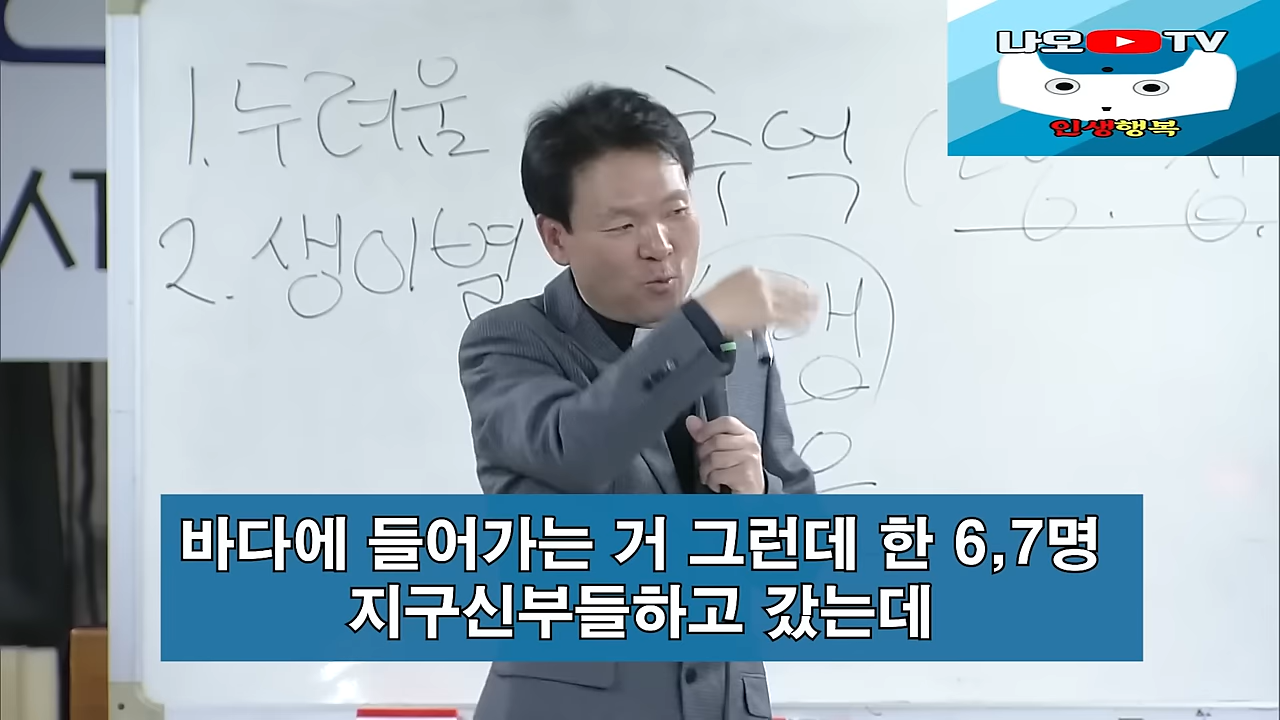 나오 TV
인생행복
1. 두려움
추억
2. 생이별
바다에 들어가는 거 그런데 한 6,7명
지구신부들하고 갔는데